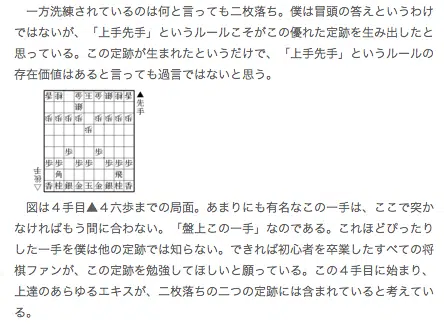 一方洗練されているのは何と言っても二枚落ち。僕は冒頭の答えというわけ
ではないが、「上手先手」というルールこそがこの優れた定跡を生み出したと
思っている。この定跡が生まれたというだけで、「上手先手」というルールの
存在価値はあると言っても過言ではないと思う。
▲先手
香桂銀金玉金銀桂香
歩歩歩歩歩歩歩歩
歩
歩歩
歩歩歩歩歩歩歩
角飛
香桂銀金玉金銀桂香
△後手
図は４手目▲４六歩までの局面。あまりにも有名なこの一手は、ここで突か
なければもう間に合わない。「盤上この一手」なのである。これほどぴったり
した一手を僕は他の定跡では知らない。できれば初心者を卒業したすべての将
棋ファンが、この定跡を勉強してほしいと願っている。この４手目に始まり、
上達のあらゆるエキスが、二枚落ちの二つの定跡には含まれていると考えてい
る。